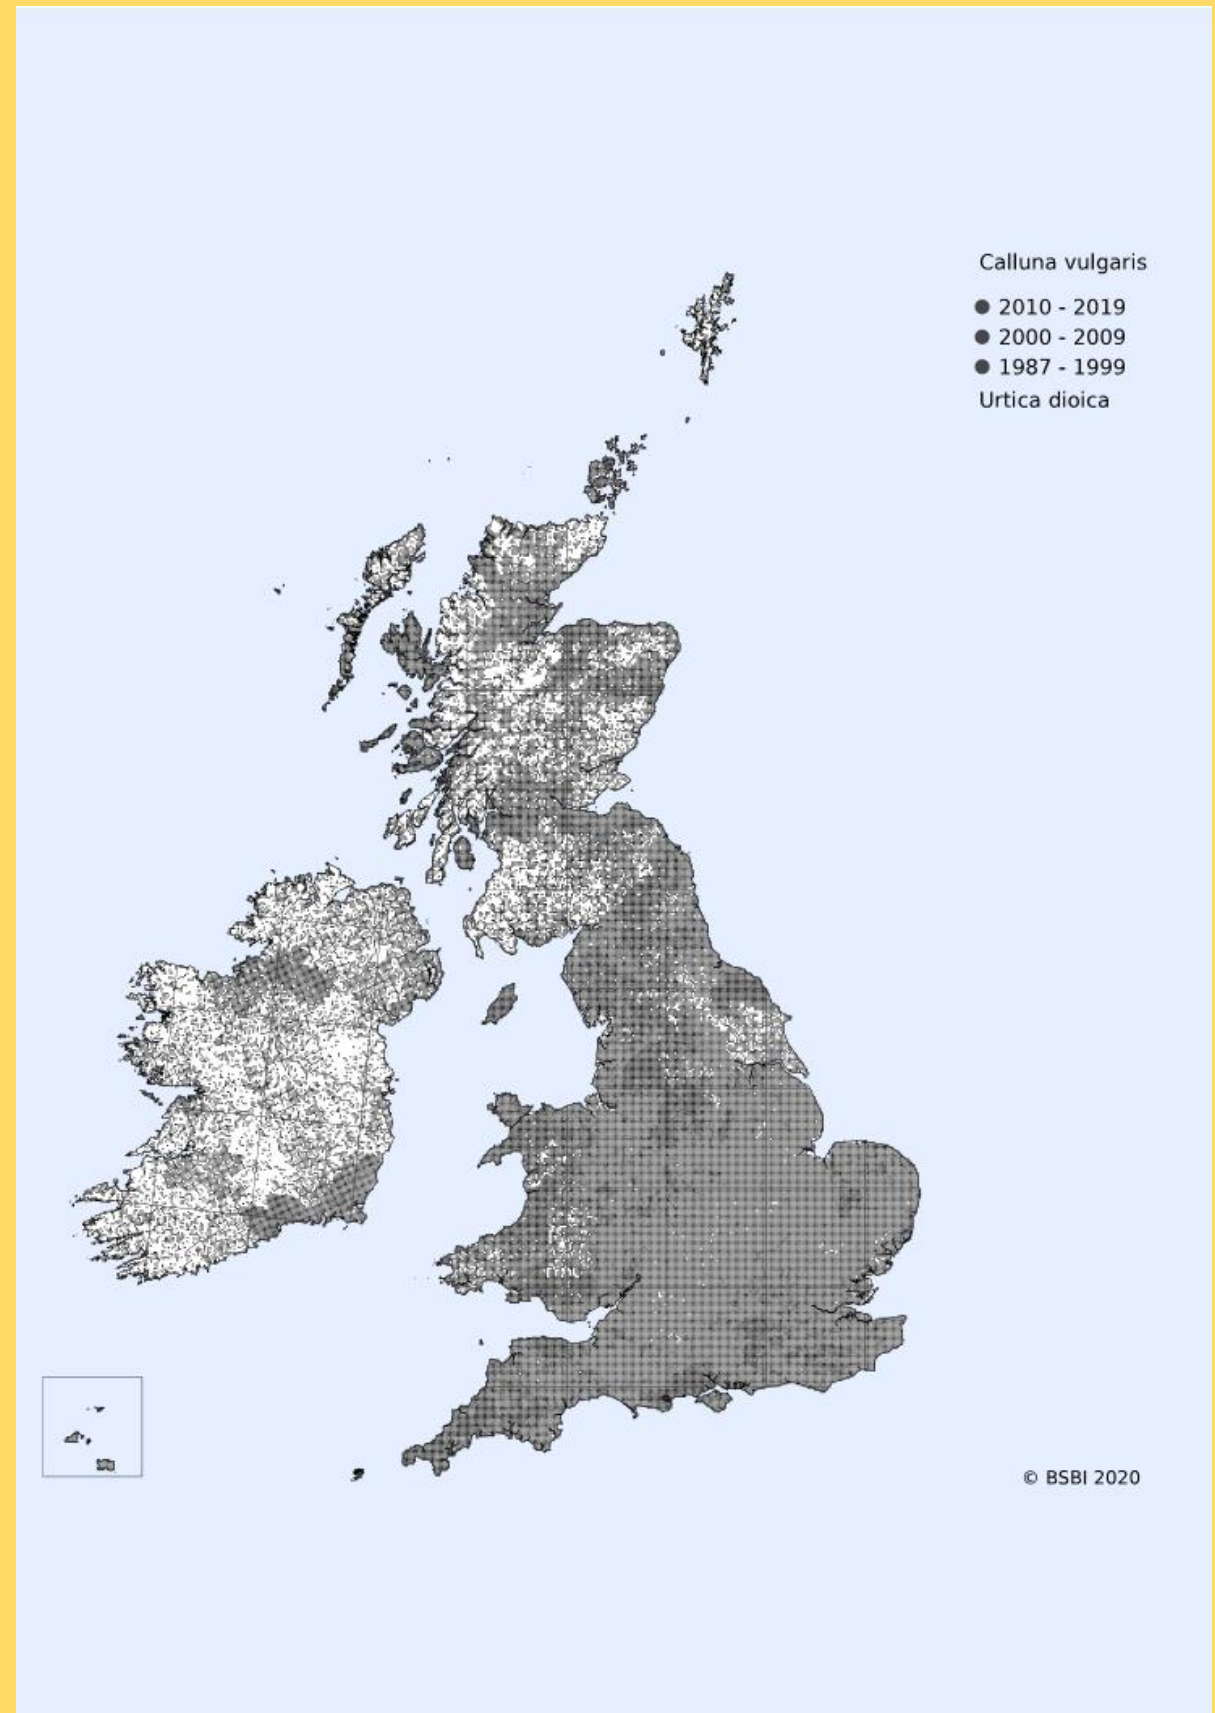 Calluna vulgaris
2010 - 2019
2000 - 2009
1987 - 1999
Urtica dioica
© BSBI 2020